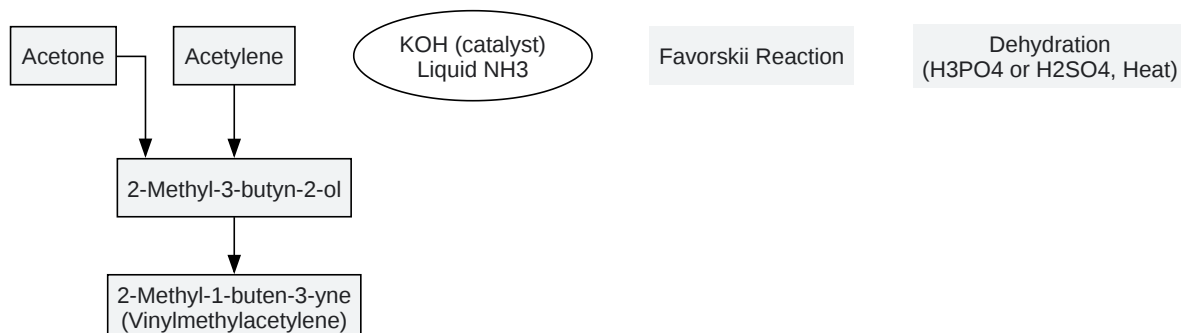 Acetone
Acetylene
KOH (catalyst)
Liquid NH3
Favorskii Reaction
Dehydration
(H3PO4 or H2SO4, Heat)
2-Methyl-3-butyn-2-ol
2-Methyl-1-buten-3-yne
(Vinylmethylacetylene)